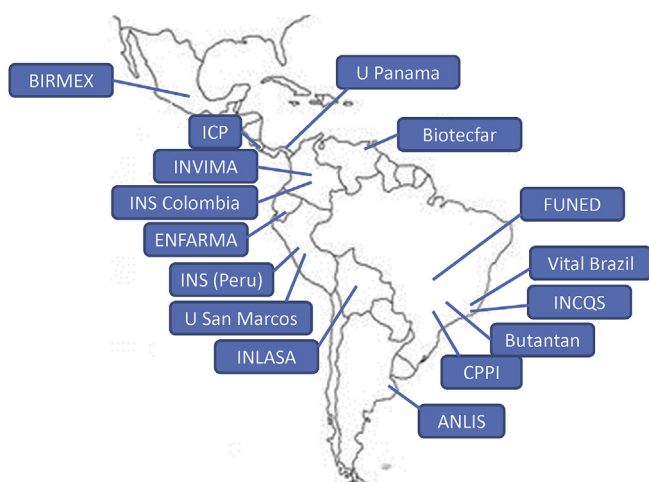 U Panama
BIRMEX
ICP
Biotecfar
INVIMA
INS Colombia
FUNED
ENFARMA
Vital Brazil
INS (Peru)
INCQS
U San Marcos
Butantan
INLASA
CPPI
ANLIS